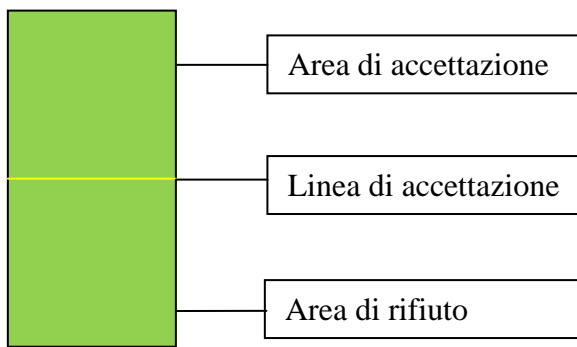 Area di accettazione
Linea di accettazione
Area di rifiuto